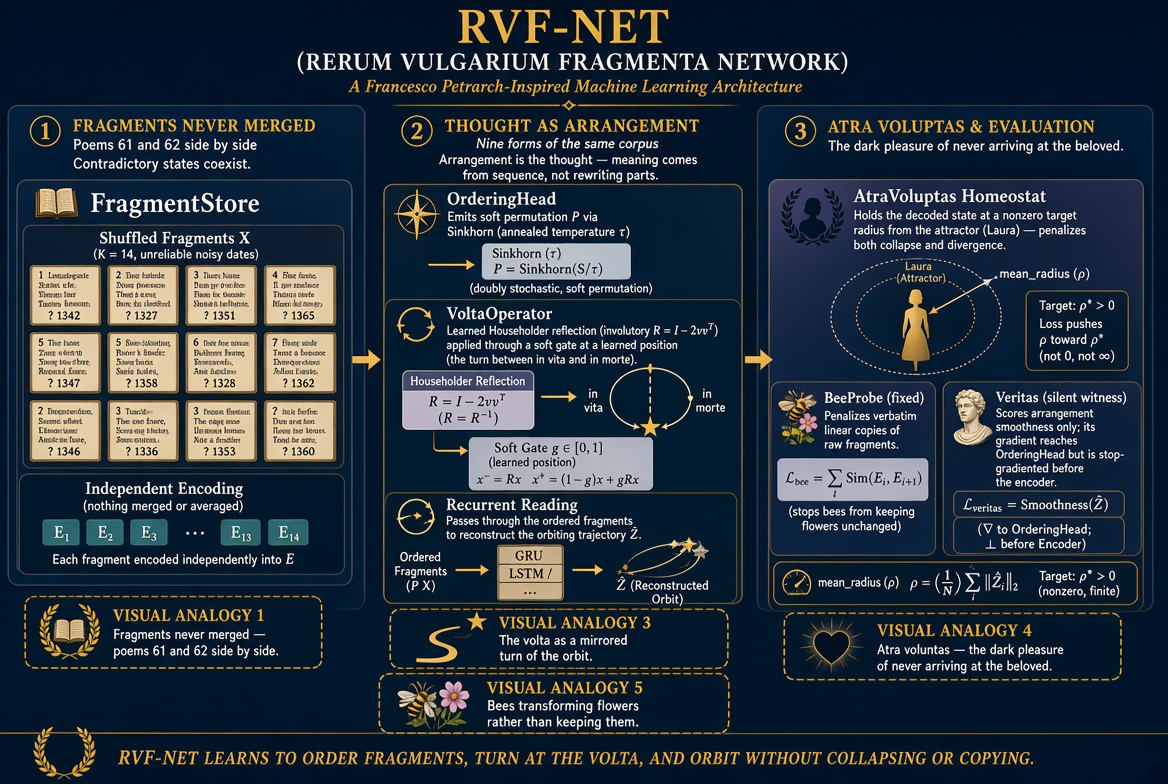 RVF-NET
(RERUM VULGARIUM FRAGMENTA NETWORK)
A Francesco Petrarch-Inspired Machine Learning Architecture
1 FRAGMENTS NEVER MERGED
Poems 61 and 62 side by side
Contradictory states coexist.
FragmentStore
Shuffled Fragments X
(K = 14, unreliable noisy dates)
1
? 1342
2
? 1327
3
? 1351
4
? 1365
5
? 1347
5
? 1358
6
? 1328
7
? 1362
2
? 1346
3
? 1336
3
? 1353
? 1360
Independent Encoding
(nothing merged or averaged)
E₁ E₂ E₃ ... E₁₃ E₁₄
Each fragment encoded independently into E
VISUAL ANALOGY 1
Fragments never merged —
poems 61 and 62 side by side.
2 THOUGHT AS ARRANGEMENT
Nine forms of the same corpus
Arrangement is the thought — meaning comes
from sequence, not rewriting parts.
OrderingHead
Emits soft permutation P via
Sinkhorn (annealed temperature τ)
Sinkhorn (τ)
P = Sinkhorn(S/τ)
(doubly stochastic, soft permutation)
VoltaOperator
Learned Householder reflection (involutory R = I − 2vvᵀ)
applied through a soft gate at a learned position
(the turn between in vita and in morte).
Householder Reflection
R = I − 2vvᵀ
(R = R⁻¹)
in
vita
in
morte
Soft Gate g ∈ [0, 1]
(learned position)
x⁻ = Rx x⁺ = (1 − g)x + gRx
Recurrent Reading
Passes through the ordered fragments
to reconstruct the orbiting trajectory Ẑ.
Ordered
Fragments
(P X)
GRU
LSTM /
...
Ẑ (Reconstructed
Orbit)
VISUAL ANALOGY 3
The volta as a mirrored
turn of the orbit.
VISUAL ANALOGY 5
Bees transforming flowers
rather than keeping them.
3 ATRA VOLUPTAS & EVALUATION
The dark pleasure of never arriving at the beloved.
AtraVoluptas Homeostat
Holds the decoded state at a nonzero target
radius from the attractor (Laura) — penalizes
both collapse and divergence.
Laura
(Attractor)
mean_radius (ρ)
Target: ρ* > 0
Loss pushes
ρ toward ρ*
(not 0, not ∞)
BeeProbe (fixed)
Penalizes verbatim
linear copies of
raw fragments.
ℒbee = ∑i Sim(Eᵢ, Eᵢ₊₁)
(stops bees from keeping
flowers unchanged)
Veritas (silent witness)
Scores arrangement
smoothness only; its
gradient reaches
OrderingHead but is stop-
gradiented before
the encoder.
ℒveritas = Smoothness(Ẑ)
(∇ to OrderingHead;
⊥ before Encoder)
mean_radius (ρ) ρ = (1/N) ∑i ‖Ẑᵢ‖₂
Target: ρ* > 0
(nonzero, finite)
VISUAL ANALOGY 4
Atra voluntas — the dark pleasure
of never arriving at the beloved.
RVF-NET LEARNS TO ORDER FRAGMENTS, TURN AT THE VOLTA, AND ORBIT WITHOUT COLLAPSING OR COPYING.